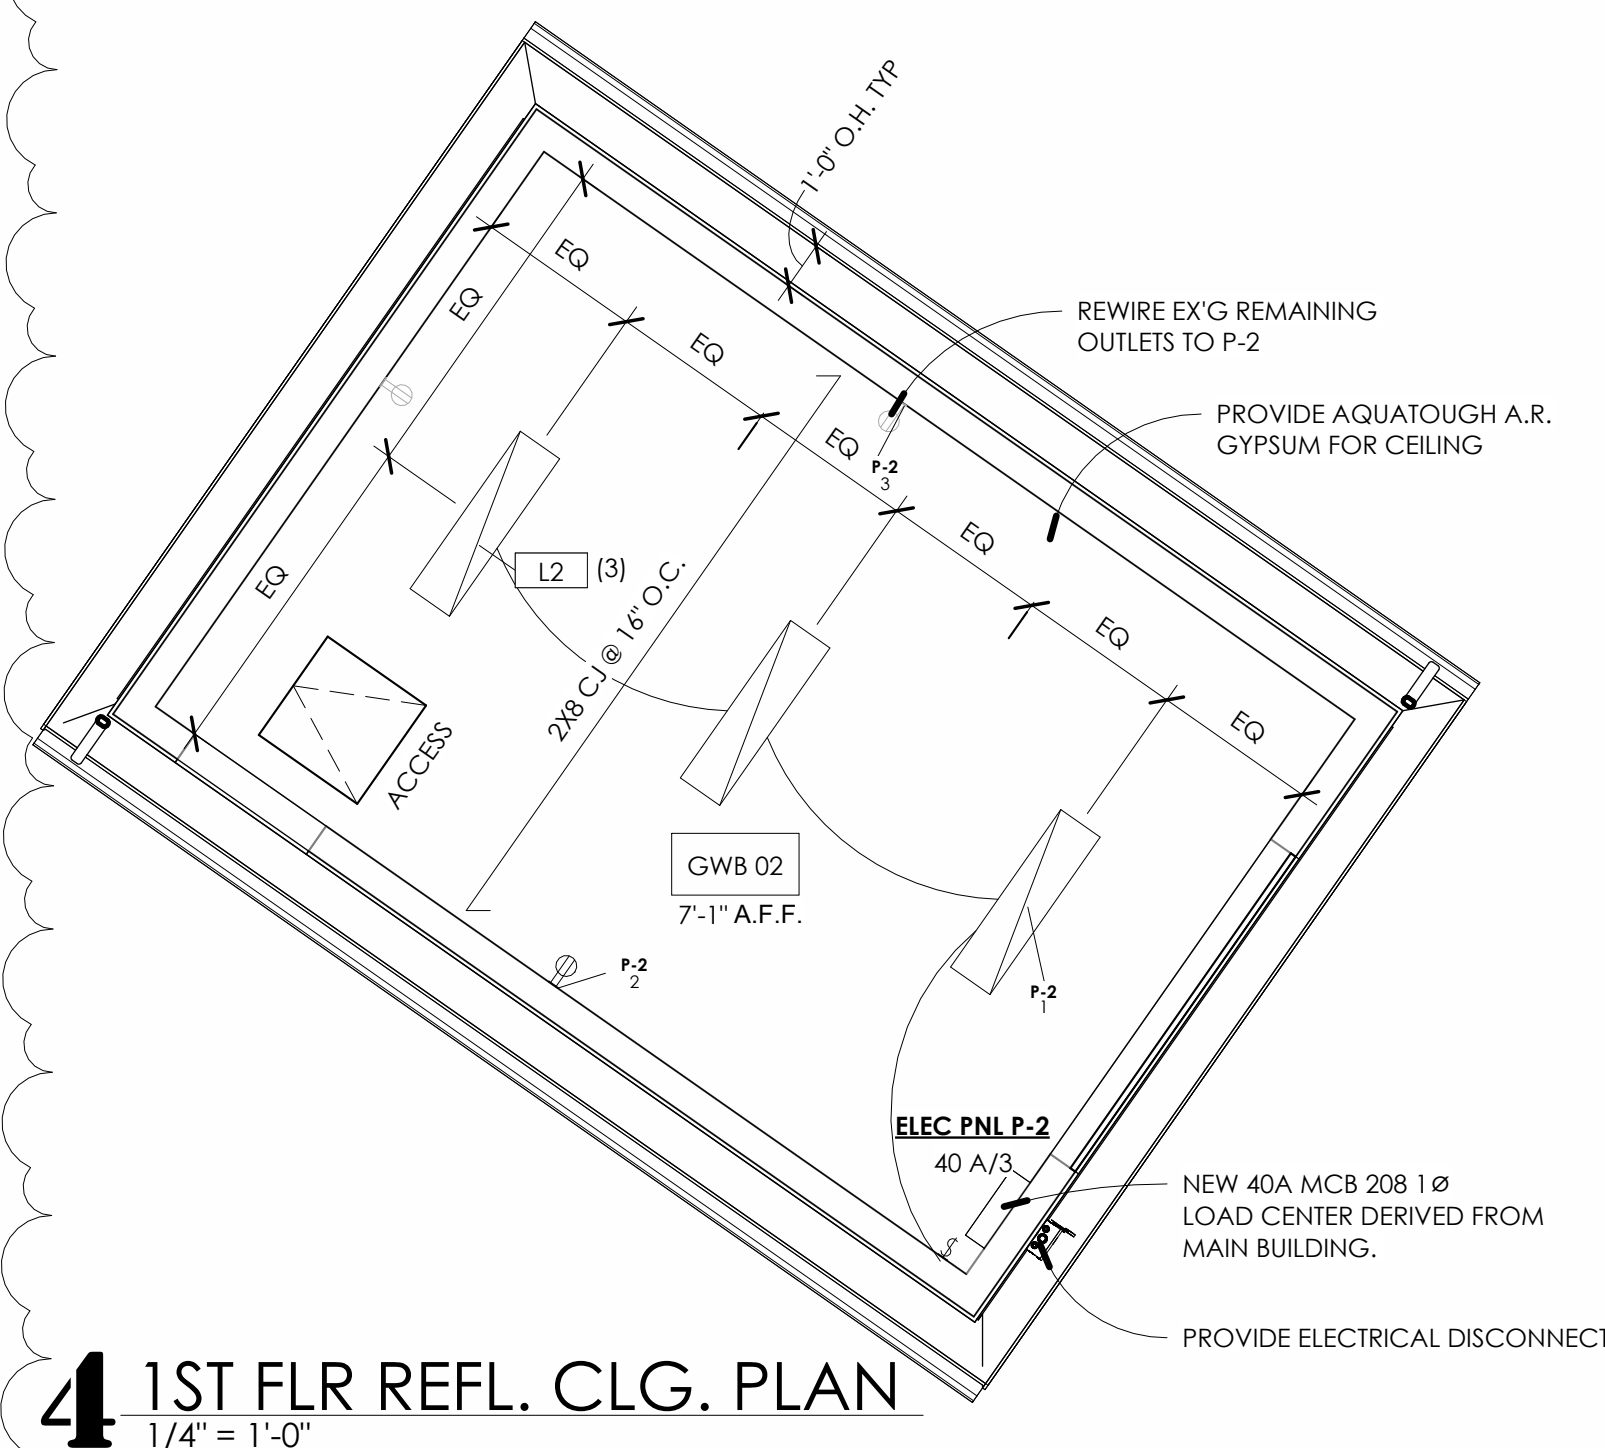 1'-0" O.H. TYP
EQ
EQ
EQ
EQ
EQ
EQ
EQ
EQ
REWIRE EX'G REMAINING
OUTLETS TO P-2
PROVIDE AQUATOUGH A.R.
GYPSUM FOR CEILING
P-2
3
L2 (3)
2X8 CJ @ 16" O.C.
ACCESS
GWB 02
7'-1" A.F.F.
P-2
2
P-2
1
ELEC PNL P-2
40 A/3
$
NEW 40A MCB 208 1Ø
LOAD CENTER DERIVED FROM
MAIN BUILDING.
PROVIDE ELECTRICAL DISCONNECT
4 1ST FLR REFL. CLG. PLAN
1/4" = 1'-0"